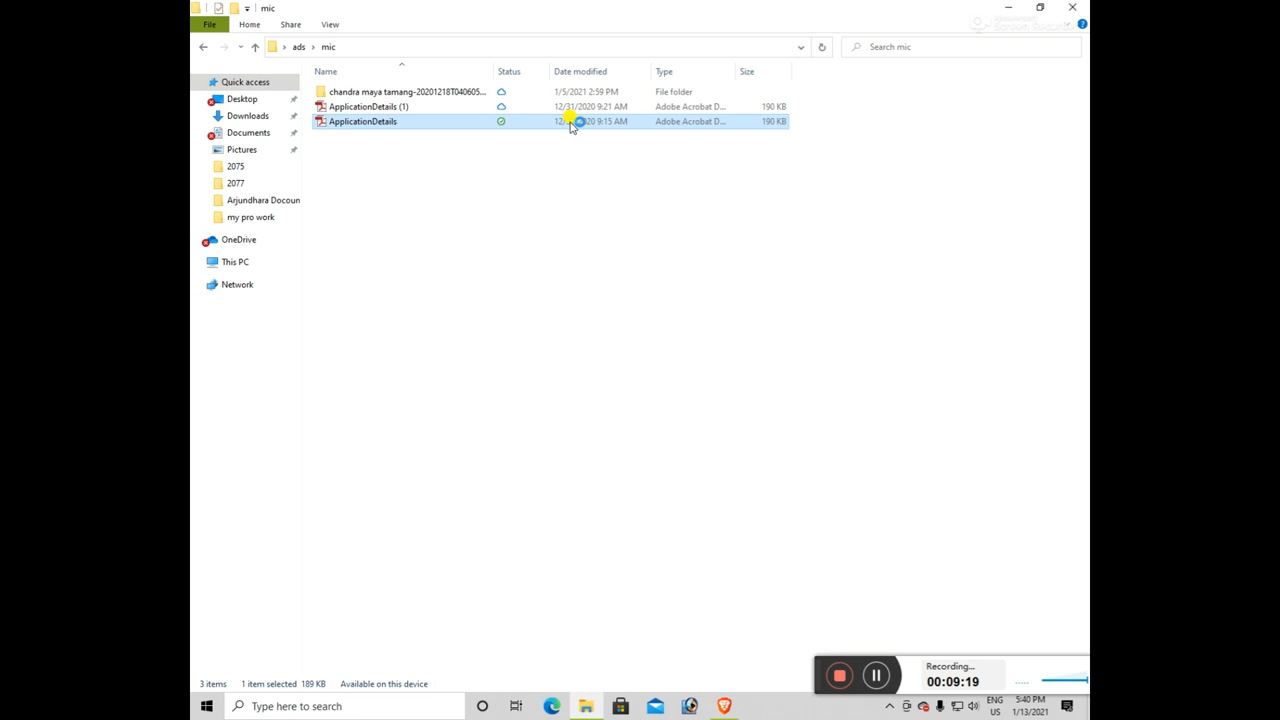 mic
File Home Share View
ads › mic Search mic
Name Status Date modified Type Size
Quick access
Desktop
Downloads
Documents
Pictures
2075
2077
Arjundhara Docoun
my pro work
OneDrive
This PC
Network
chandra maya tamang-20201218T040605... 1/5/2021 2:59 PM File folder
ApplicationDetails (1) 12/31/2020 9:21 AM Adobe Acrobat D... 190 KB
ApplicationDetails 9:15 AM Adobe Acrobat D... 190 KB
3 items 1 item selected 189 KB Available on this device
Recording...
00:09:19
Type here to search
ENG
US
5:40 PM
1/13/2021